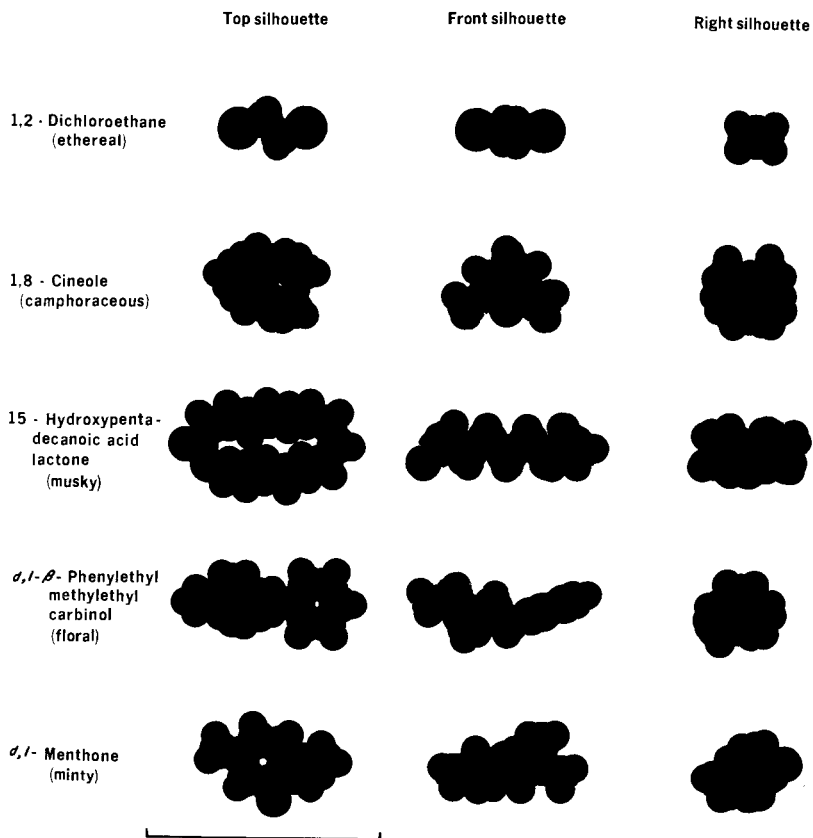 Top silhouette
Front silhouette
Right silhouette
1,2 - Dichloroethane
(ethereal)
1,8 - Cineole
(camphoraceous)
15 - Hydroxypenta-
decanoic acid
lactone
(musky)
d,l-β- Phenylethyl
methylethyl
carbinol
(floral)
d,l- Menthone
(minty)